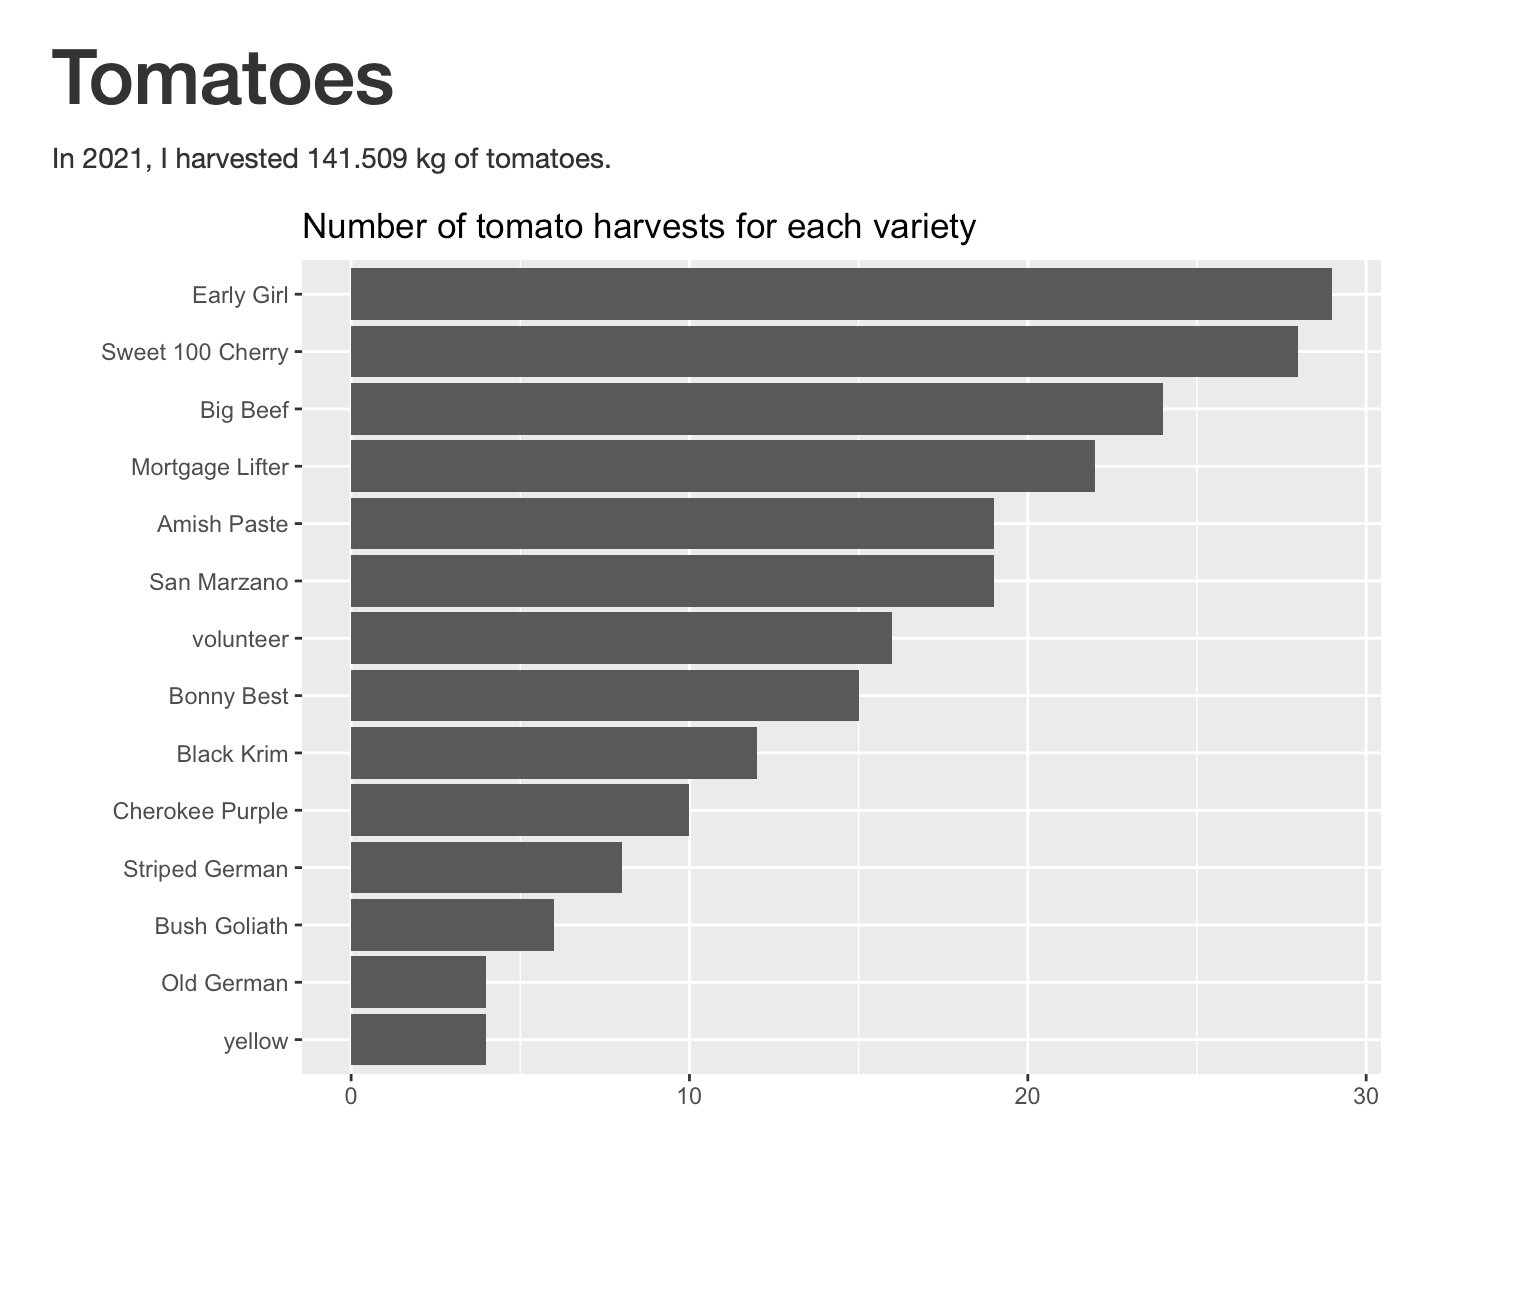 Tomatoes
In 2021, I harvested 141.509 kg of tomatoes.
Number of tomato harvests for each variety
Early Girl
Sweet 100 Cherry
Big Beef
Mortgage Lifter
Amish Paste
San Marzano
volunteer
Bonny Best
Black Krim
Cherokee Purple
Striped German
Bush Goliath
Old German
yellow
0 10 20 30